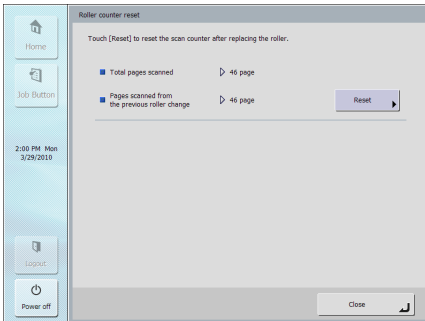 Roller counter reset
Home
Touch [Reset] to reset the scan counter after replacing the roller.
Total pages scanned
46 page
Job Button
Pages scanned from
the previous roller change
46 page
Reset
2:00 PM Mon
3/29/2010
Logout
Power off
Close